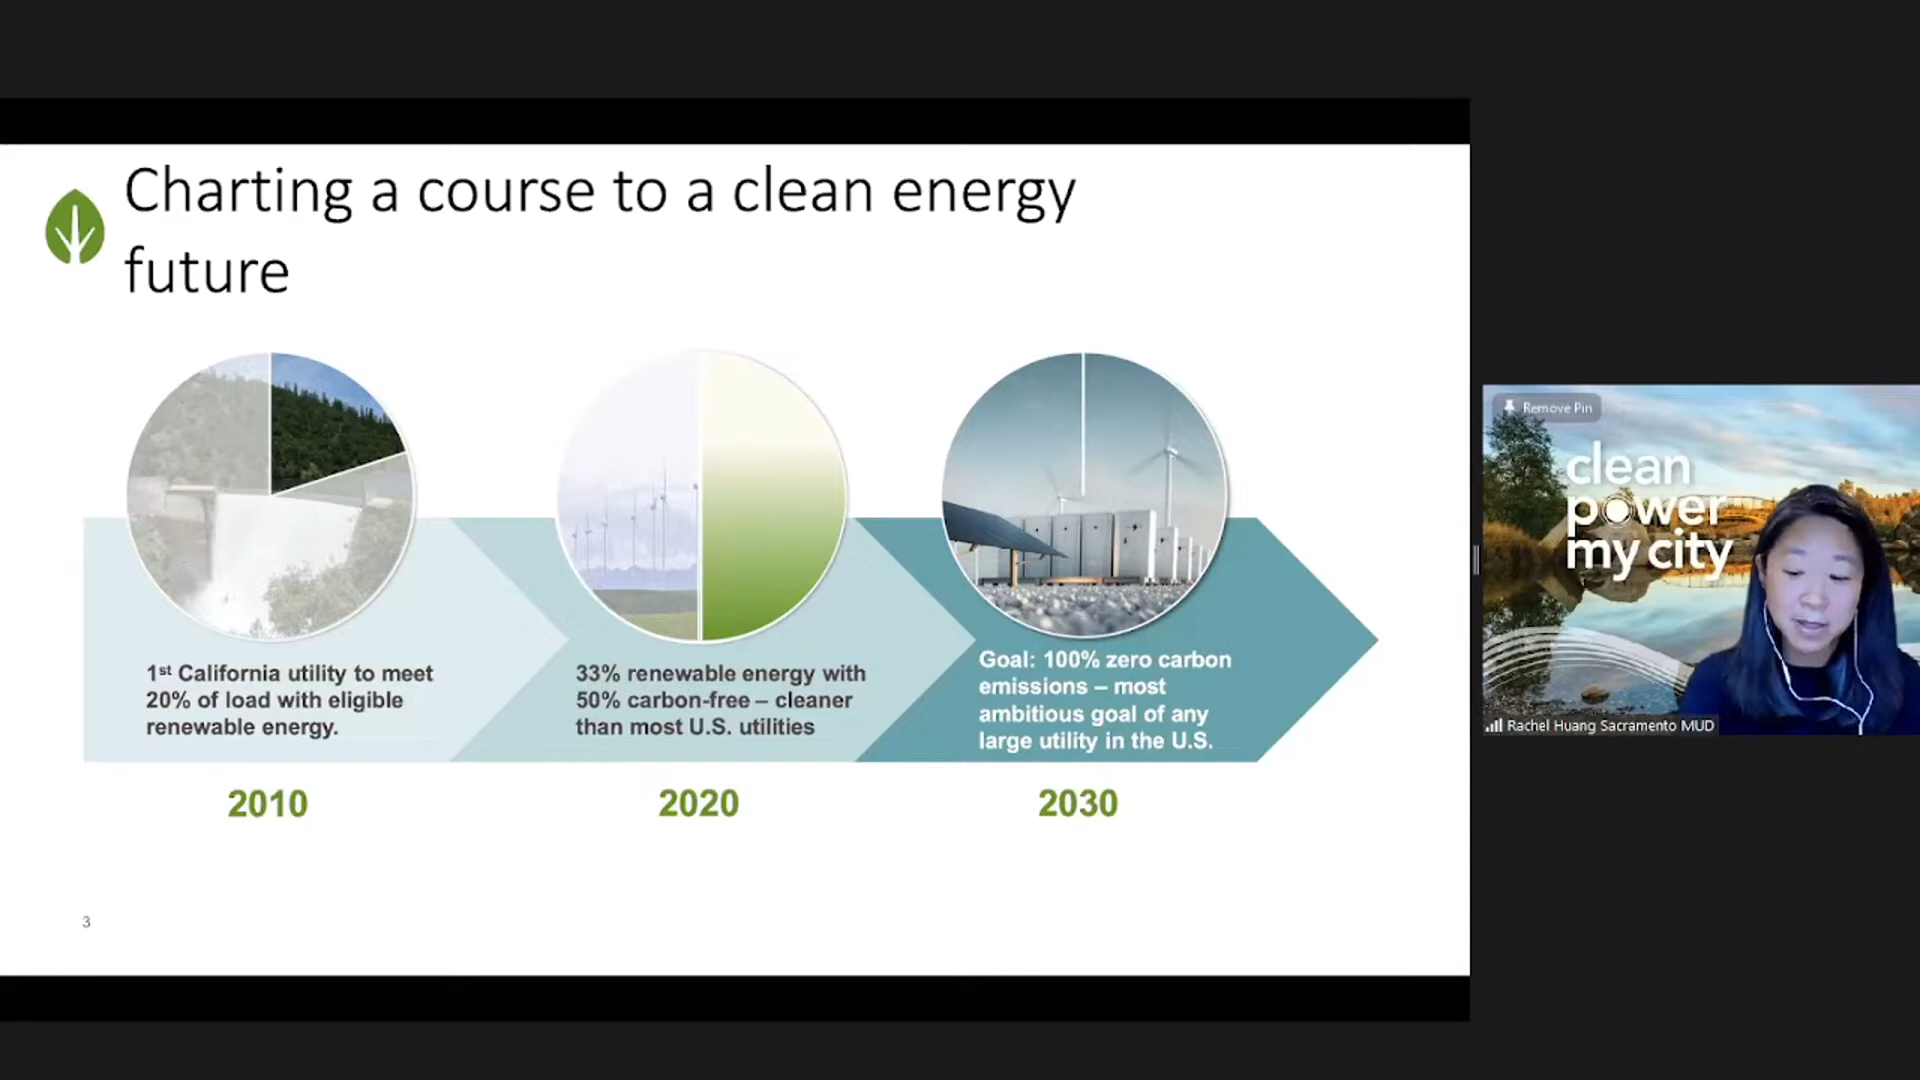 Charting a course to a clean energy
future
1st California utility to meet
20% of load with eligible
renewable energy.
33% renewable energy with
50% carbon-free – cleaner
than most U.S. utilities
Goal: 100% zero carbon
emissions – most
ambitious goal of any
large utility in the U.S.
2010
2020
2030
3
Remove Pin
clean
power
my city
Rachel Huang Sacramento MUD